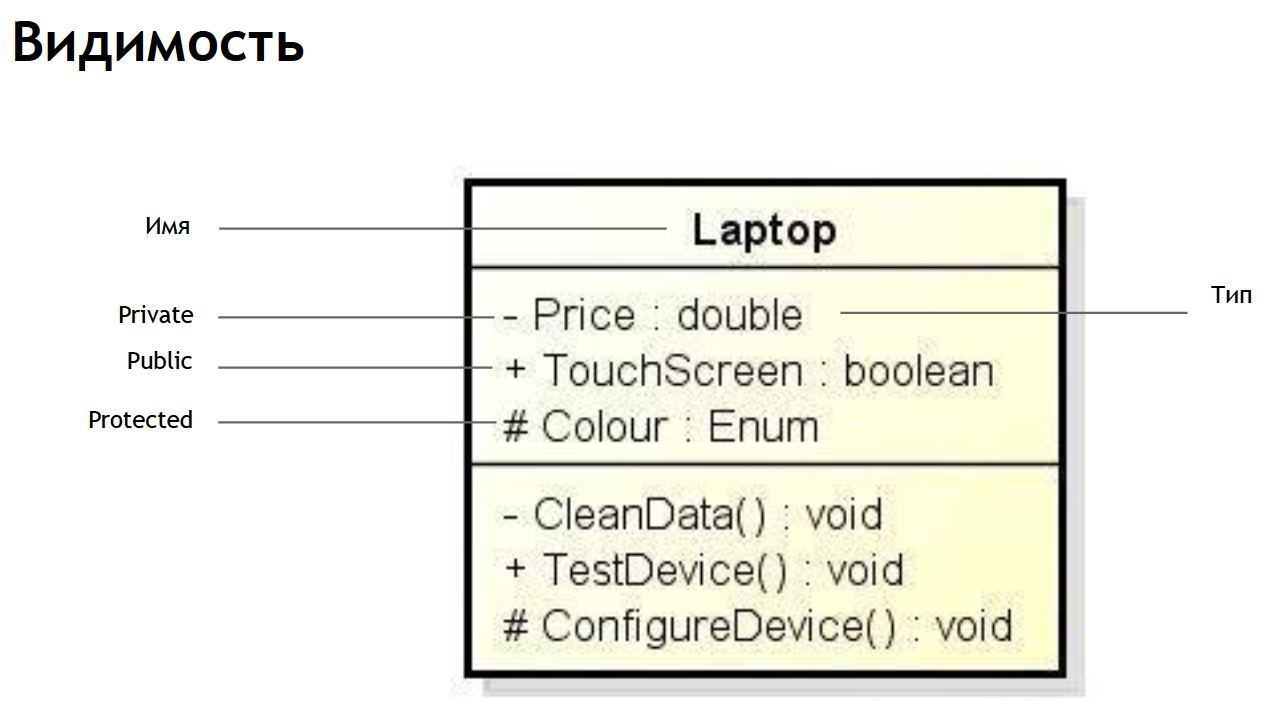 Видимость
Имя
Laptop
Private
- Price : double
Тип
Public
+ TouchScreen : boolean
Protected
# Colour : Enum
- CleanData() : void
+ TestDevice() : void
# ConfigureDevice() : void